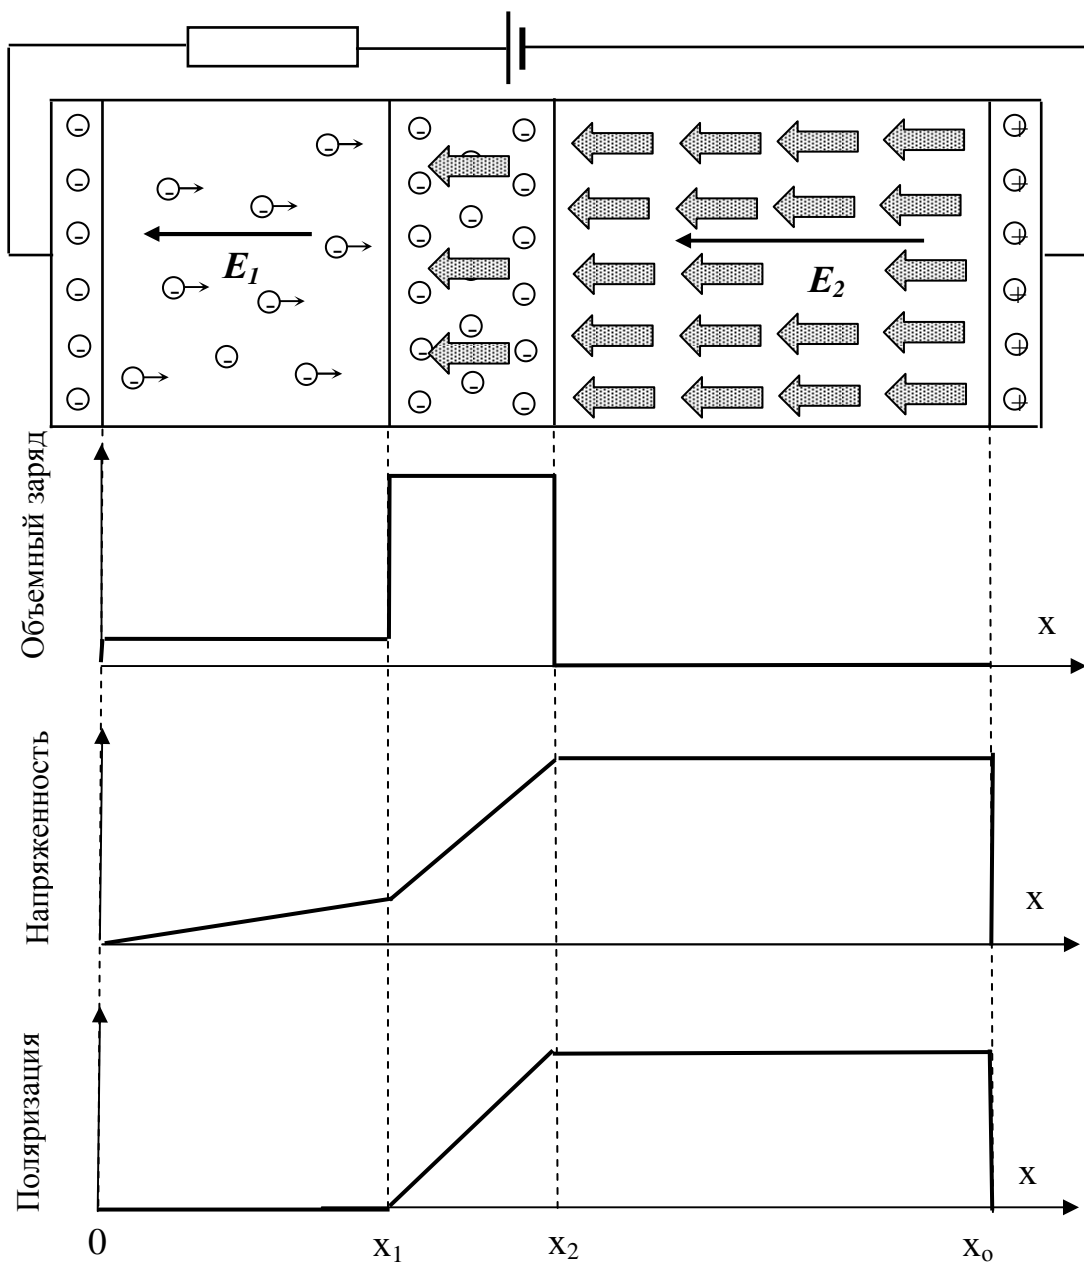 E₁
E₂
Объемный заряд
x
Напряженность
x
Поляризация
x
0
x₁
x₂
xₒ